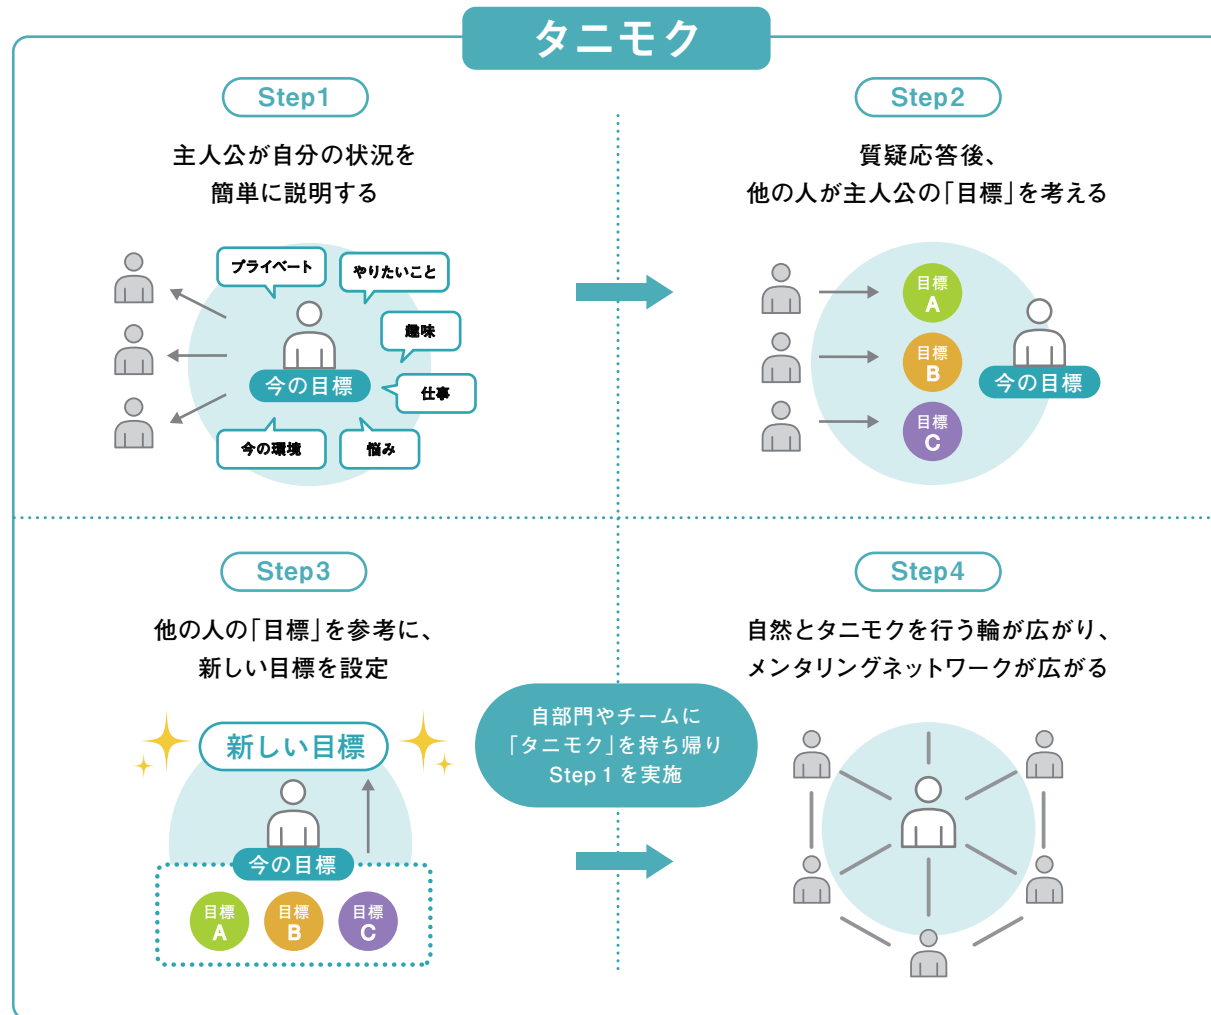 タニモク
Step1
主人公が自分の状況を
簡単に説明する
プライベート
やりたいこと
趣味
仕事
今の目標
今の環境
悩み
Step2
質疑応答後、
他の人が主人公の「目標」を考える
目標
A
目標
B
目標
C
今の目標
Step3
他の人の「目標」を参考に、
新しい目標を設定
新しい目標
今の目標
目標
A
目標
B
目標
C
自部門やチームに
「タニモク」を持ち帰り
Step 1 を実施
Step4
自然とタニモクを行う輪が広がり、
メンタリングネットワークが広がる